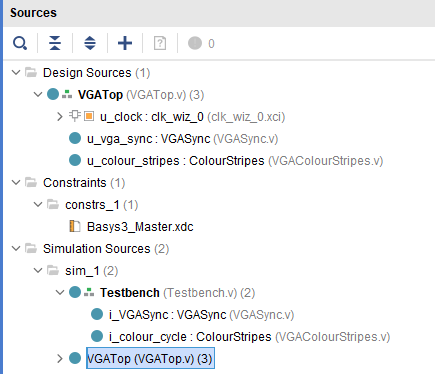 Sources
0
Design Sources (1)
VGATop (VGATop.v) (3)
u_clock : clk_wiz_0 (clk_wiz_0.xci)
u_vga_sync : VGASync (VGASync.v)
u_colour_stripes : ColourStripes (VGAColourStripes.v)
Constraints (1)
constrs_1 (1)
Basys3_Master.xdc
Simulation Sources (2)
sim_1 (2)
Testbench (Testbench.v) (2)
i_VGASync : VGASync (VGASync.v)
i_colour_cycle : ColourStripes (VGAColourStripes.v)
VGATop (VGATop.v) (3)